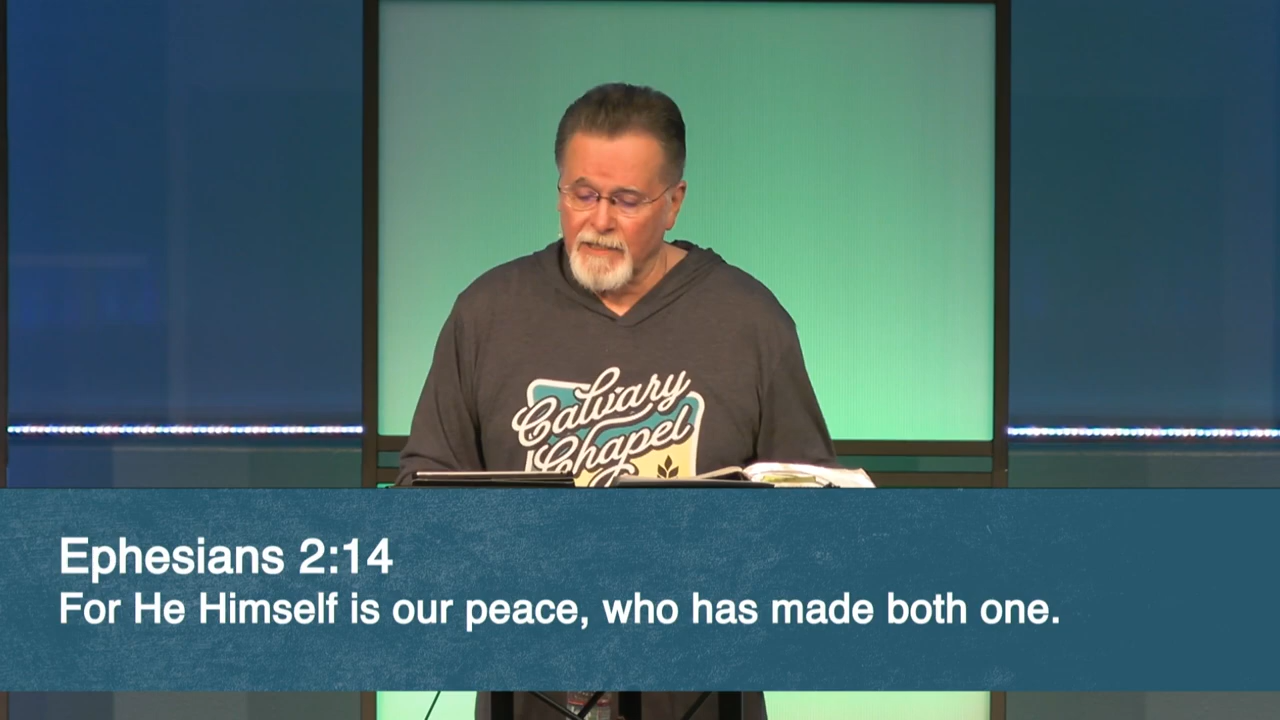 Calvary
Chapel
Ephesians 2:14
For He Himself is our peace, who has made both one.